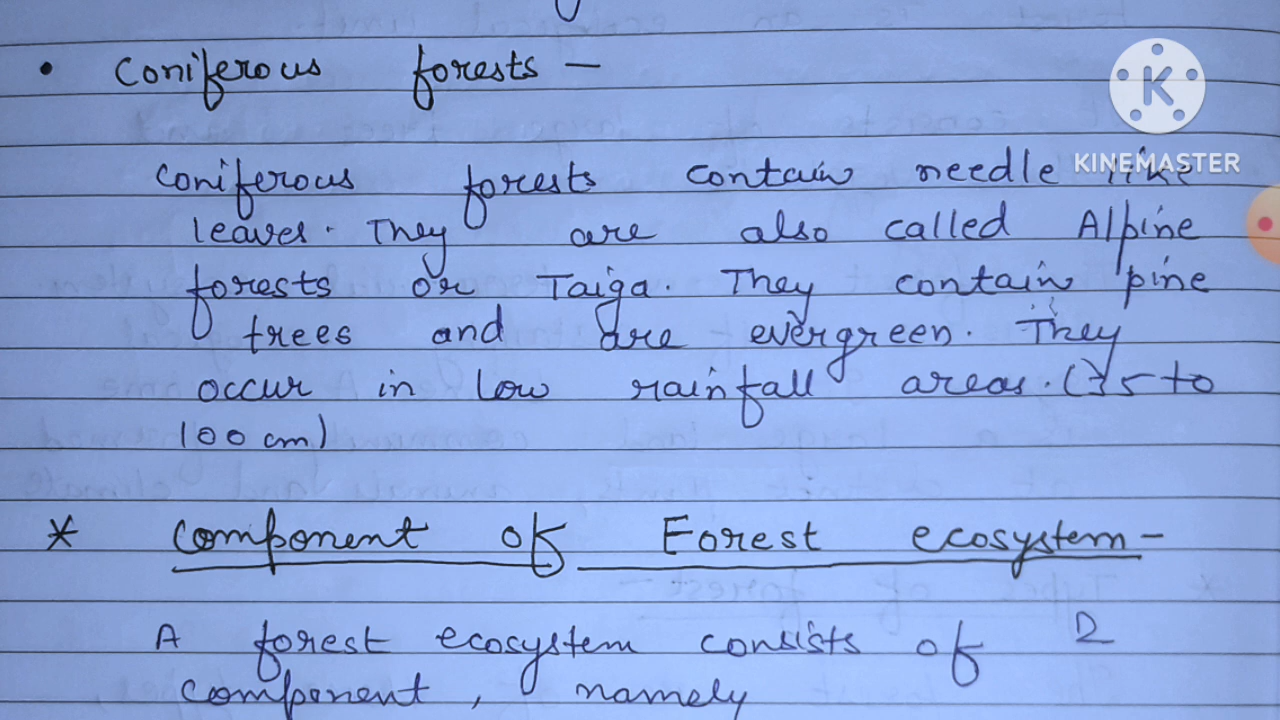 • Coniferous forests –
KINEMASTER
Coniferous forests contain needle like
leaves. They are also called Alpine
forests or Taiga. They contain pine
trees and are evergreen. They
occur in low rainfall areas. (35 to
100 cm)
* Component of Forest ecosystem –
A forest ecosystem consists of 2
component, namely